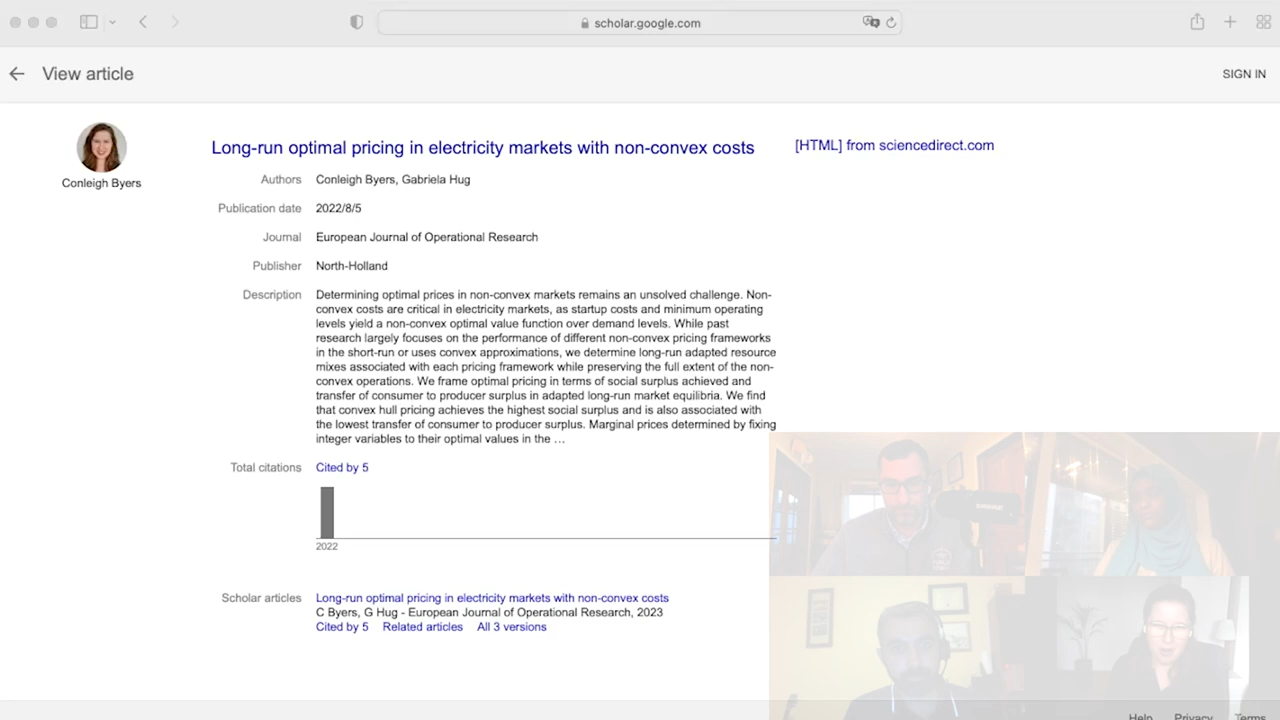 scholar.google.com
View article
SIGN IN
Conleigh Byers
Long-run optimal pricing in electricity markets with non-convex costs
[HTML] from sciencedirect.com
Authors Conleigh Byers, Gabriela Hug
Publication date 2022/8/5
Journal European Journal of Operational Research
Publisher North-Holland
Description Determining optimal prices in non-convex markets remains an unsolved challenge. Non-
convex costs are critical in electricity markets, as startup costs and minimum operating
levels yield a non-convex optimal value function over demand levels. While past
research largely focuses on the performance of different non-convex pricing frameworks
in the short-run or uses convex approximations, we determine long-run adapted resource
mixes associated with each pricing framework while preserving the full extent of the non-
convex operations. We frame optimal pricing in terms of social surplus achieved and
transfer of consumer to producer surplus in adapted long-run market equilibria. We find
that convex hull pricing achieves the highest social surplus and is also associated with
the lowest transfer of consumer to producer surplus. Marginal prices determined by fixing
integer variables to their optimal values in the …
Total citations Cited by 5
2022
Scholar articles Long-run optimal pricing in electricity markets with non-convex costs
C Byers, G Hug - European Journal of Operational Research, 2023
Cited by 5 Related articles All 3 versions
Help Privacy Terms